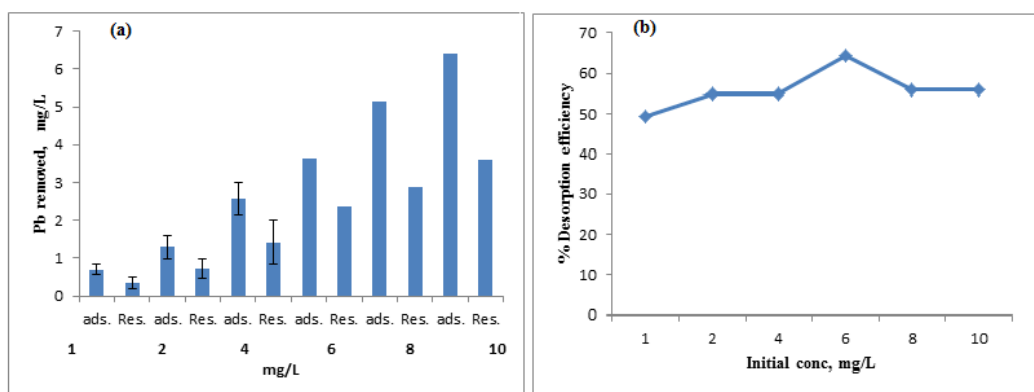 (a)
Pb removed, mg/L
7
6
5
4
3
2
1
0
ads. Res. ads. Res. ads. Res. ads. Res. ads. Res. ads. Res.
1 2 4 6 8 10
mg/L
(b)
% Desorption efficiency
70
60
50
40
30
20
10
0
1 2 4 6 8 10
Initial conc, mg/L